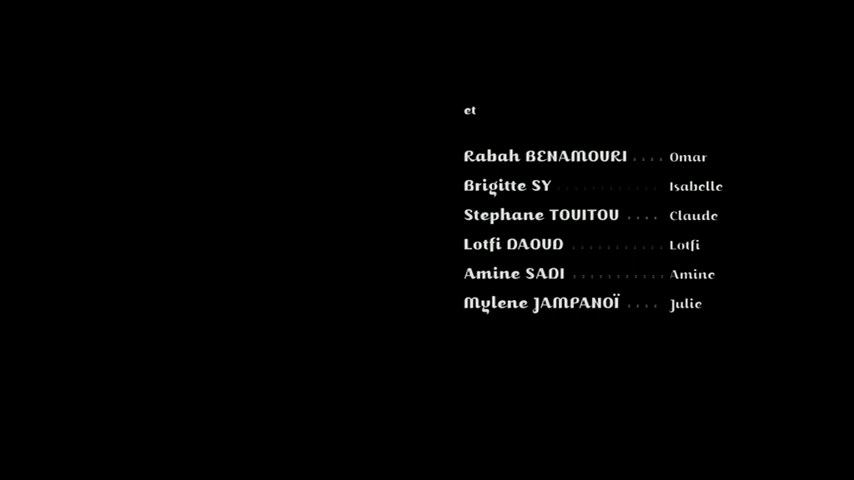 et
Rabah BENAMOURI .... Omar
Brigitte SY ............ Isabelle
Stephane TOUITOU .... Claude
Lotfi DAOUD ........... Lotfi
Amine SADI ............ Amine
Mylene JAMPANOÏ .... Julie